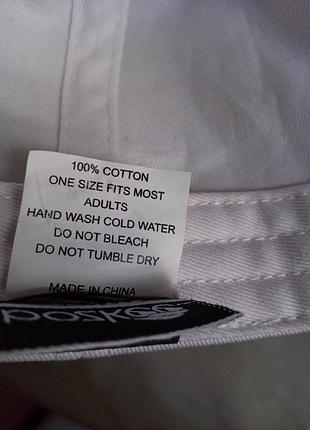 100% COTTON
ONE SIZE FITS MOST
ADULTS
HAND WASH COLD WATER
DO NOT BLEACH
DO NOT TUMBLE DRY
MADE IN CHINA